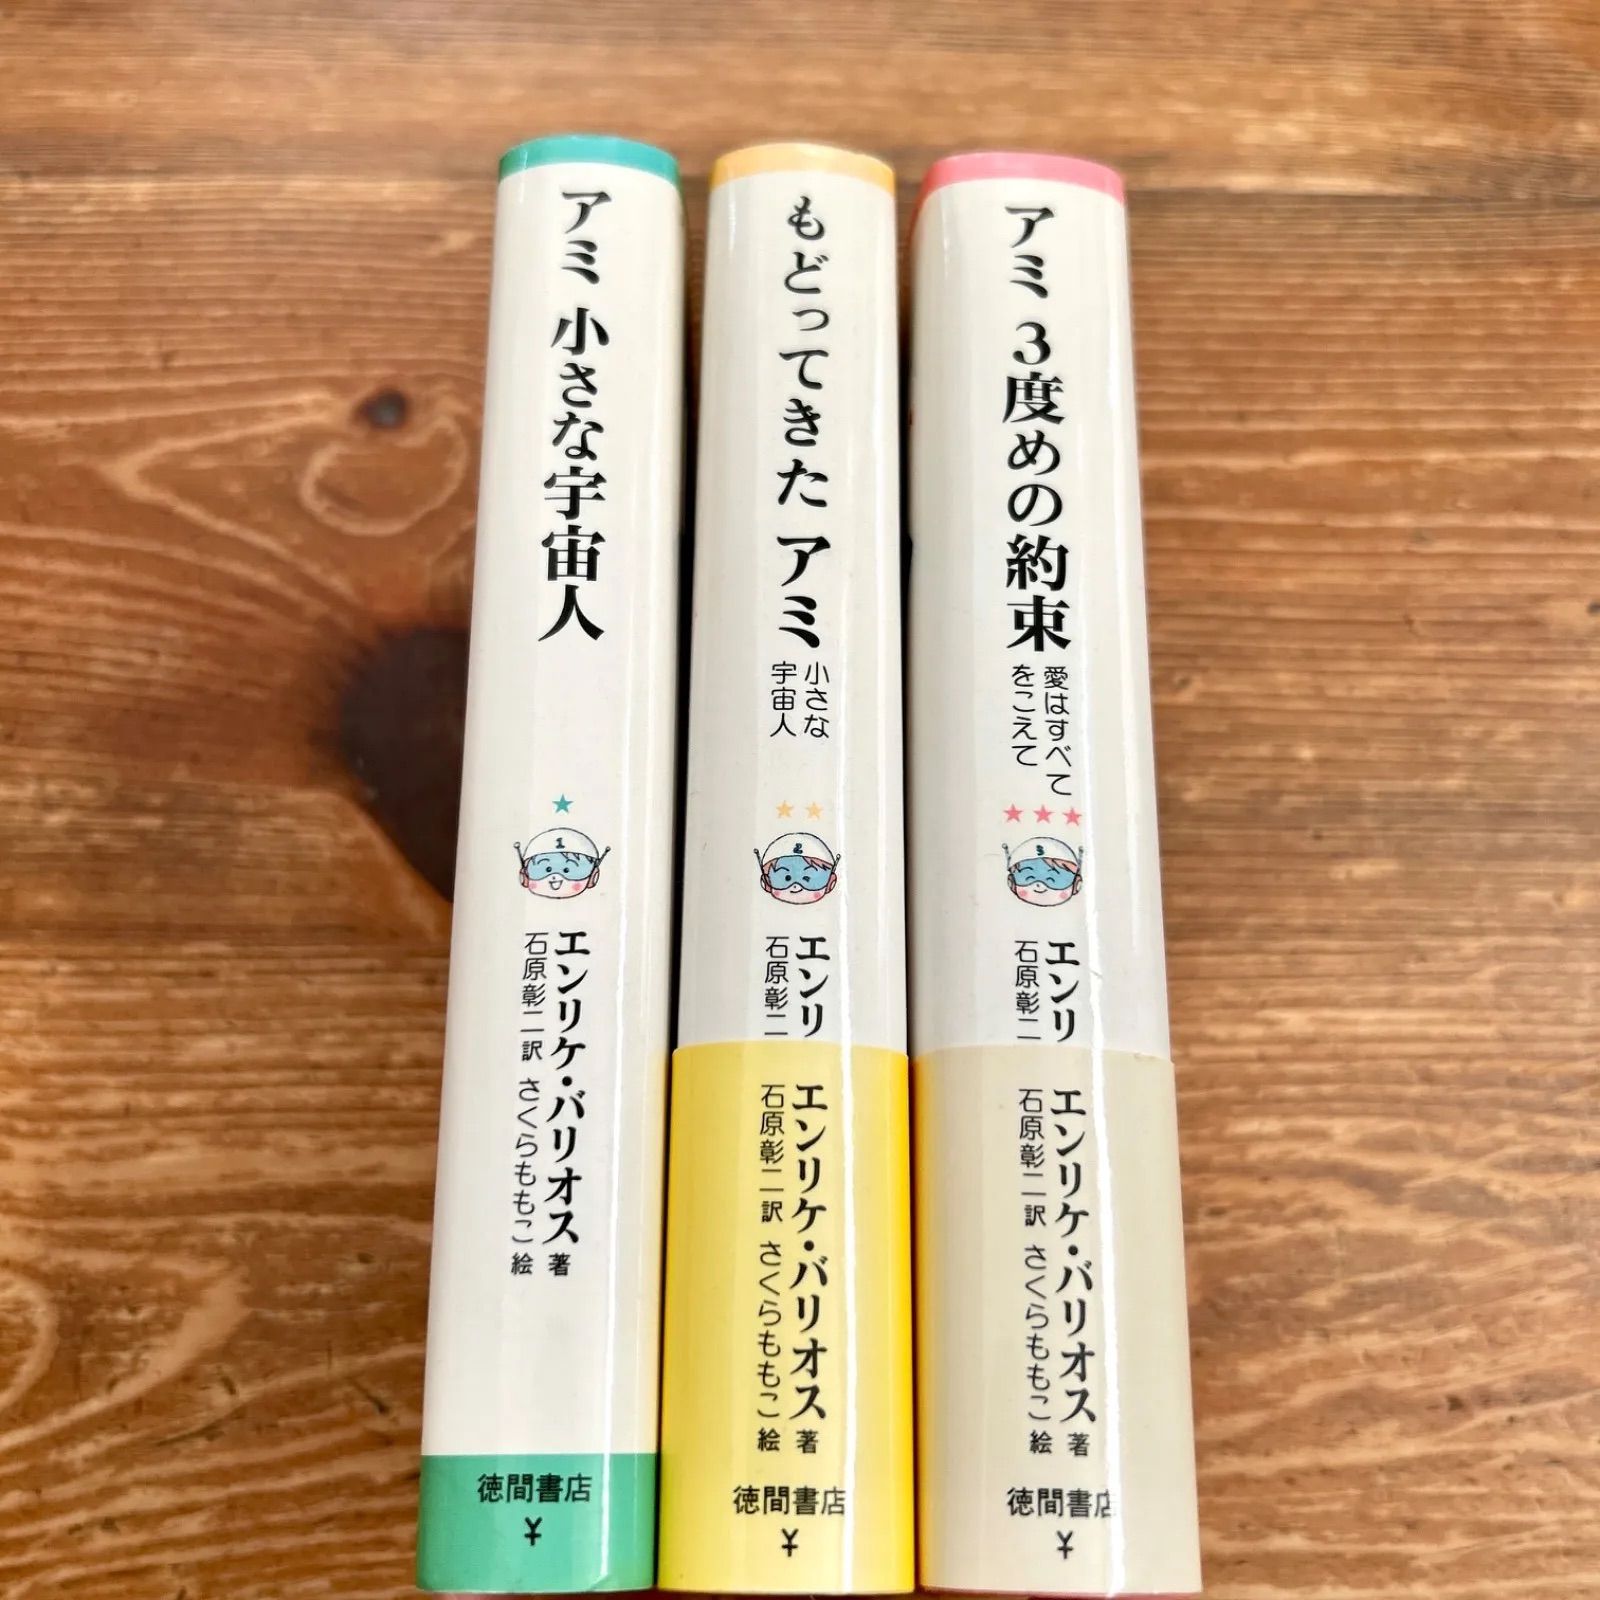 アミ 小さな宇宙人
1
エンリケ・バリオス 著
石原彰二 訳 さくらももこ 絵
徳間書店
¥
もどってきた アミ
小さな
宇宙人
2
エンリ
石原彰二
エンリケ・バリオス 著
石原彰二 訳 さくらももこ 絵
徳間書店
¥
アミ 3度めの約束
愛はすべて
をこえて
3
エンリ
石原彰二
エンリケ・バリオス 著
石原彰二 訳 さくらももこ 絵
徳間書店
¥